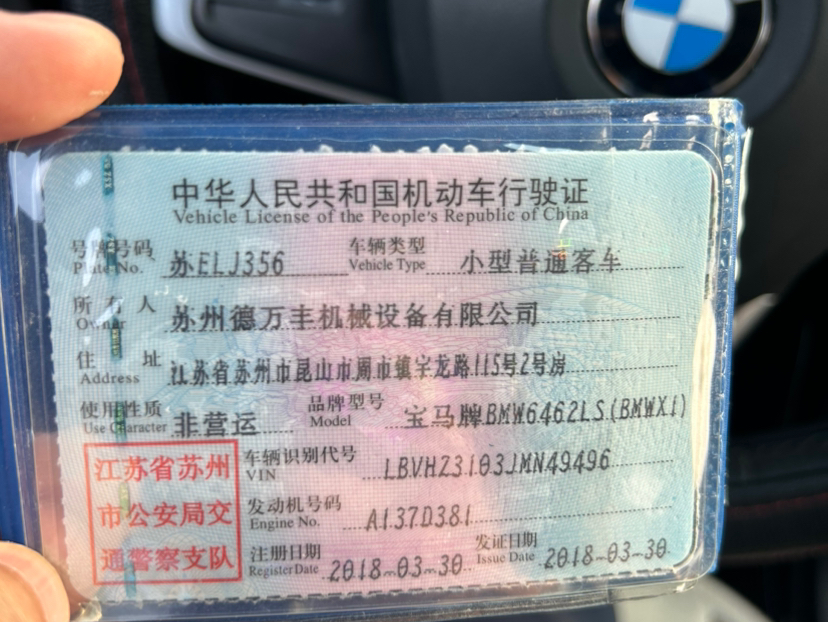 中华人民共和国机动车行驶证
Vehicle License of the People's Republic of China
号牌号码 Plate No. 苏ELJ356 车辆类型 Vehicle Type 小型普通客车
所有人 Owner 苏州德万丰机械设备有限公司
住址 Address 江苏省苏州市昆山市周市镇宇龙路115号2号房
使用性质 Use Character 非营运 品牌型号 Model 宝马牌BMW6462LS(BMWX1)
车辆识别代号 VIN LBVHZ3103JMN49496
发动机号码 Engine No. A137D381
注册日期 Register Date 2018-03-30 发证日期 Issue Date 2018-03-30
江苏省苏州
市公安局交
通警察支队